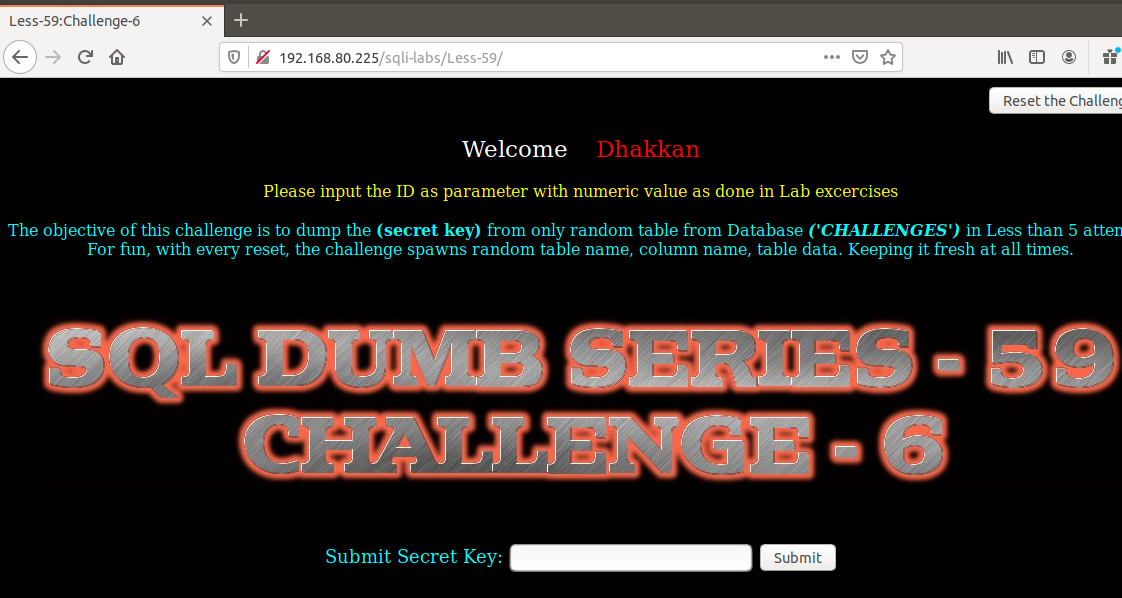 Less-59:Challenge-6
192.168.80.225/sqli-labs/Less-59/
Reset the Challeng
Welcome Dhakkan
Please input the ID as parameter with numeric value as done in Lab excercises
The objective of this challenge is to dump the (secret key) from only random table from Database ('CHALLENGES') in Less than 5 atten
For fun, with every reset, the challenge spawns random table name, column name, table data. Keeping it fresh at all times.
SQL DUMB SERIES - 59
CHALLENGE - 6
Submit Secret Key: Submit